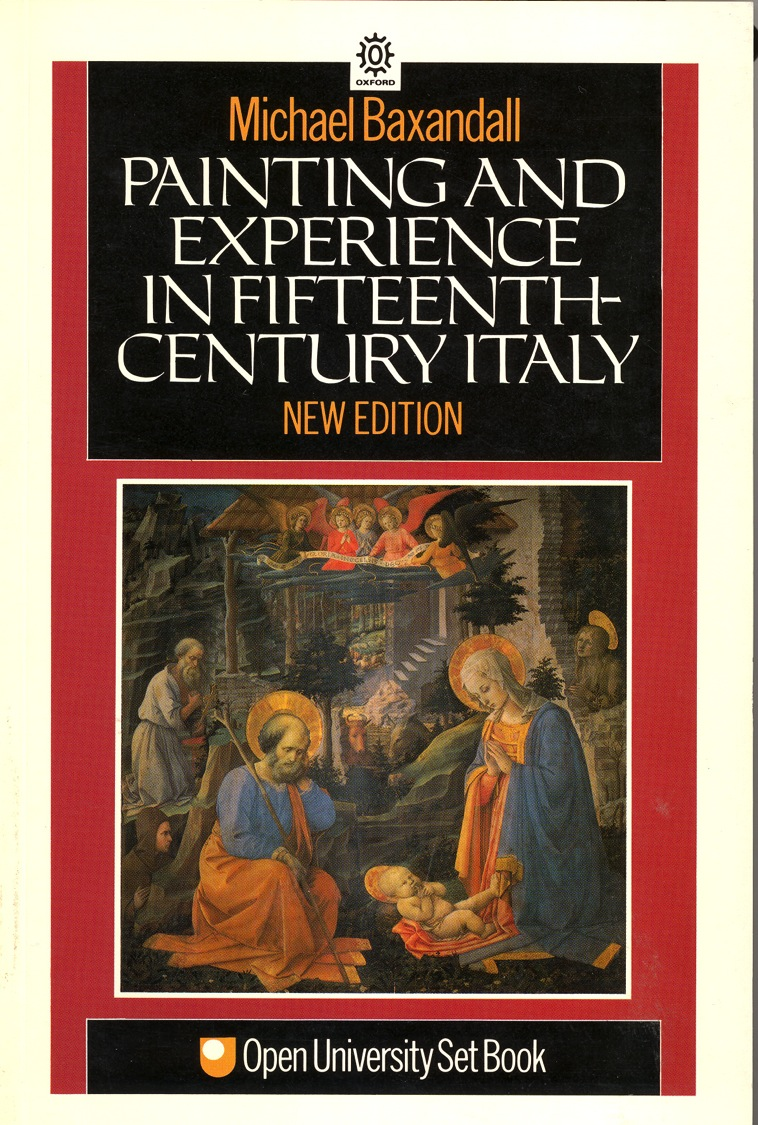 OXFORD
Michael Baxandall
PAINTING AND
EXPERIENCE
IN FIFTEENTH-
CENTURY ITALY
NEW EDITION
Open University Set Book